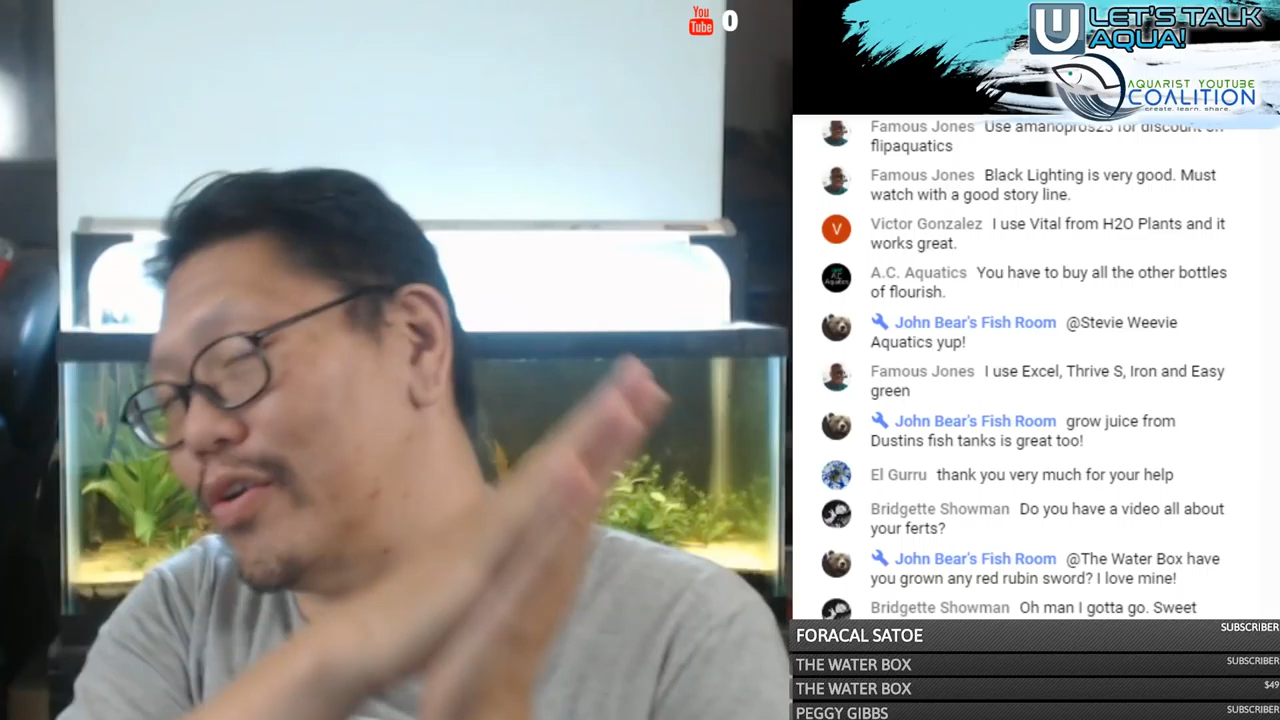 You
Tube 0
LET'S TALK
AQUA!
AQUARIST YOUTUBE
COALITION
create. learn. share.
Famous Jones Use amanopros25 for discount on
flipaquatics
Famous Jones Black Lighting is very good. Must
watch with a good story line.
V
Victor Gonzalez I use Vital from H2O Plants and it
works great.
A.C. Aquatics You have to buy all the other bottles
of flourish.
John Bear's Fish Room @Stevie Weevie
Aquatics yup!
Famous Jones I use Excel, Thrive S, Iron and Easy
green
John Bear's Fish Room grow juice from
Dustins fish tanks is great too!
El Gurru thank you very much for your help
Bridgette Showman Do you have a video all about
your ferts?
John Bear's Fish Room @The Water Box have
you grown any red rubin sword? I love mine!
Bridgette Showman Oh man I gotta go. Sweet
FORACAL SATOE SUBSCRIBER
THE WATER BOX SUBSCRIBER
THE WATER BOX $49
PEGGY GIBBS SUBSCRIBER